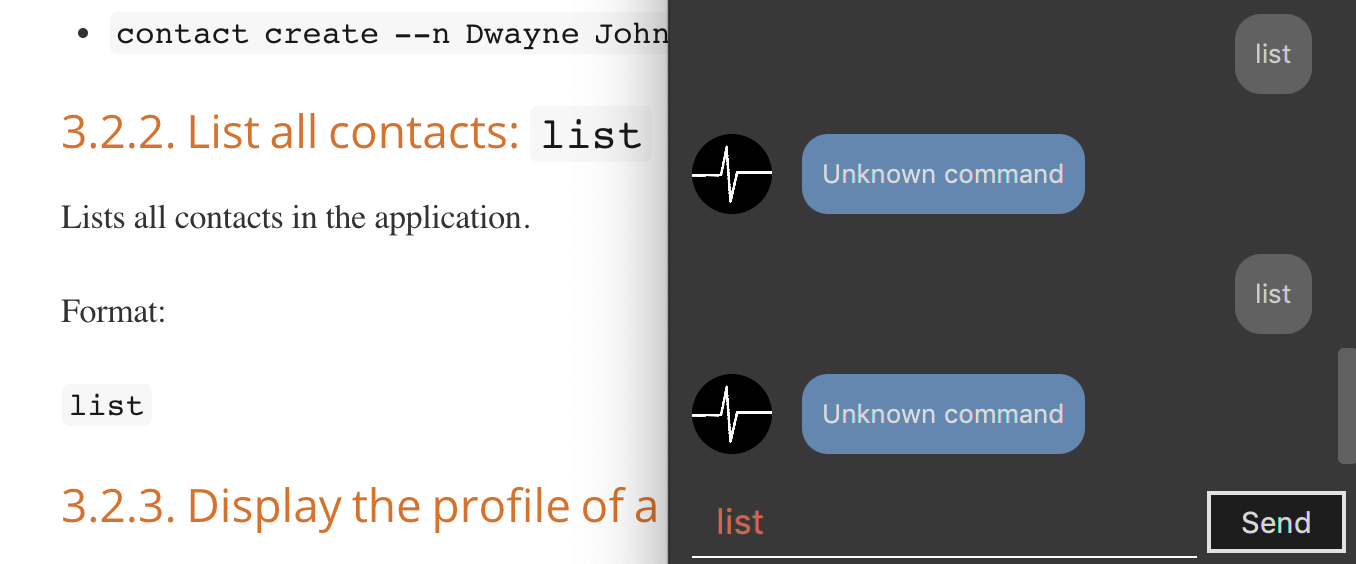 contact create --n Dwayne John
3.2.2. List all contacts: list
Lists all contacts in the application.
Format:
list
3.2.3. Display the profile of a
list
Unknown command
list
Unknown command
list
Send